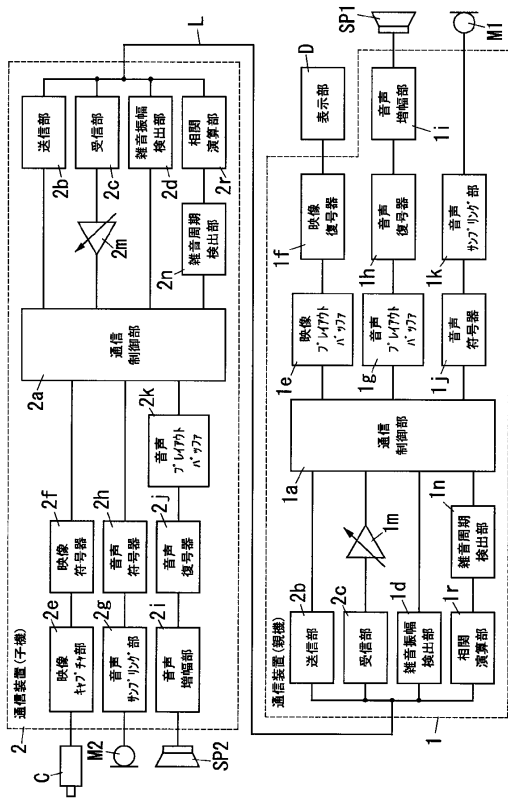 通信装置(子機)
2
C
M2
SP2
映像
キャプチャ部
2e
映像
符号器
2f
音声
サンプリング部
2g
音声
符号器
2h
音声
増幅部
2i
音声
復号器
2j
音声
プレイアウト
バッファ
2k
通信
制御部
2a
送信部
2b
受信部
2c
2m
雑音振幅
検出部
2d
雑音周期
検出部
2n
相関
演算部
2r
L
通信装置(親機)
1
送信部
2b
受信部
2c
1m
雑音振幅
検出部
1d
相関
演算部
1r
雑音周期
検出部
1n
通信
制御部
1a
映像
プレイアウト
バッファ
1e
映像
復号器
1f
表示部
D
音声
プレイアウト
バッファ
1g
音声
復号器
1h
音声
増幅部
1i
SP1
音声
符号器
1j
音声
サンプリング部
1k
M1